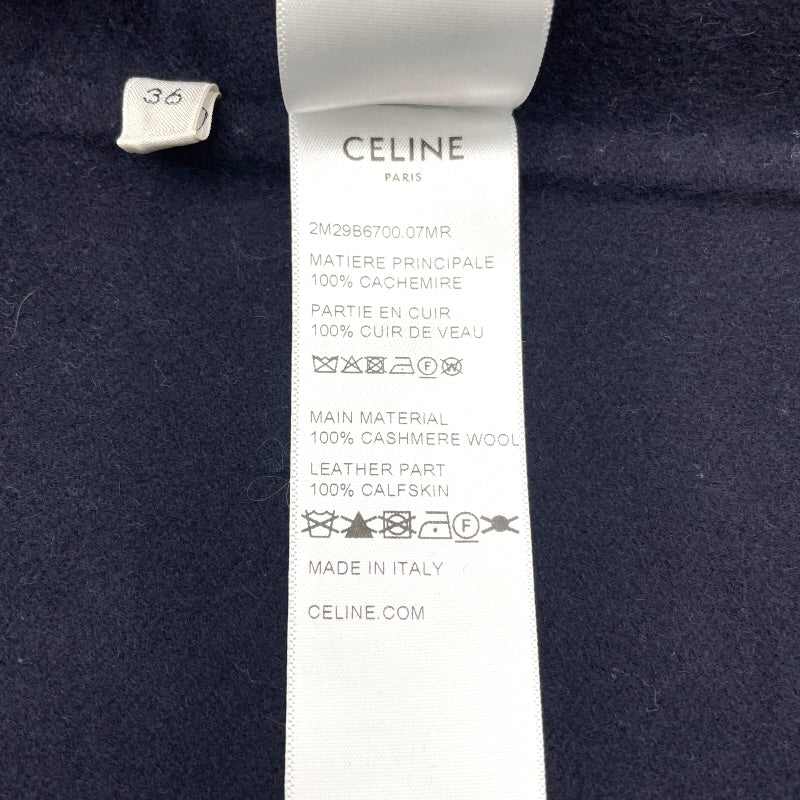 36
CELINE
PARIS
2M29B6700.07MR
MATIERE PRINCIPALE
100% CACHEMIRE
PARTIE EN CUIR
100% CUIR DE VEAU
F W
MAIN MATERIAL
100% CASHMERE WOOL
LEATHER PART
100% CALFSKIN
F
MADE IN ITALY
CELINE.COM